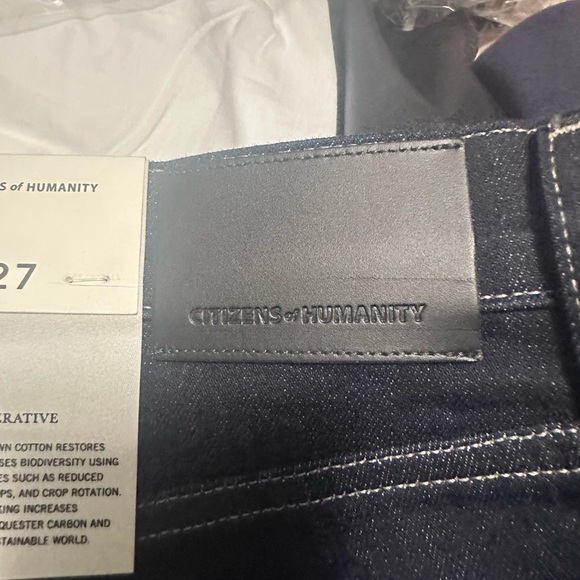 S of HUMANITY
27
CITIZENS of HUMANITY
ERATIVE
WN COTTON RESTORES
SES BIODIVERSITY USING
ES SUCH AS REDUCED
PS, AND CROP ROTATION.
KING INCREASES
QUESTER CARBON AND
STAINABLE WORLD.